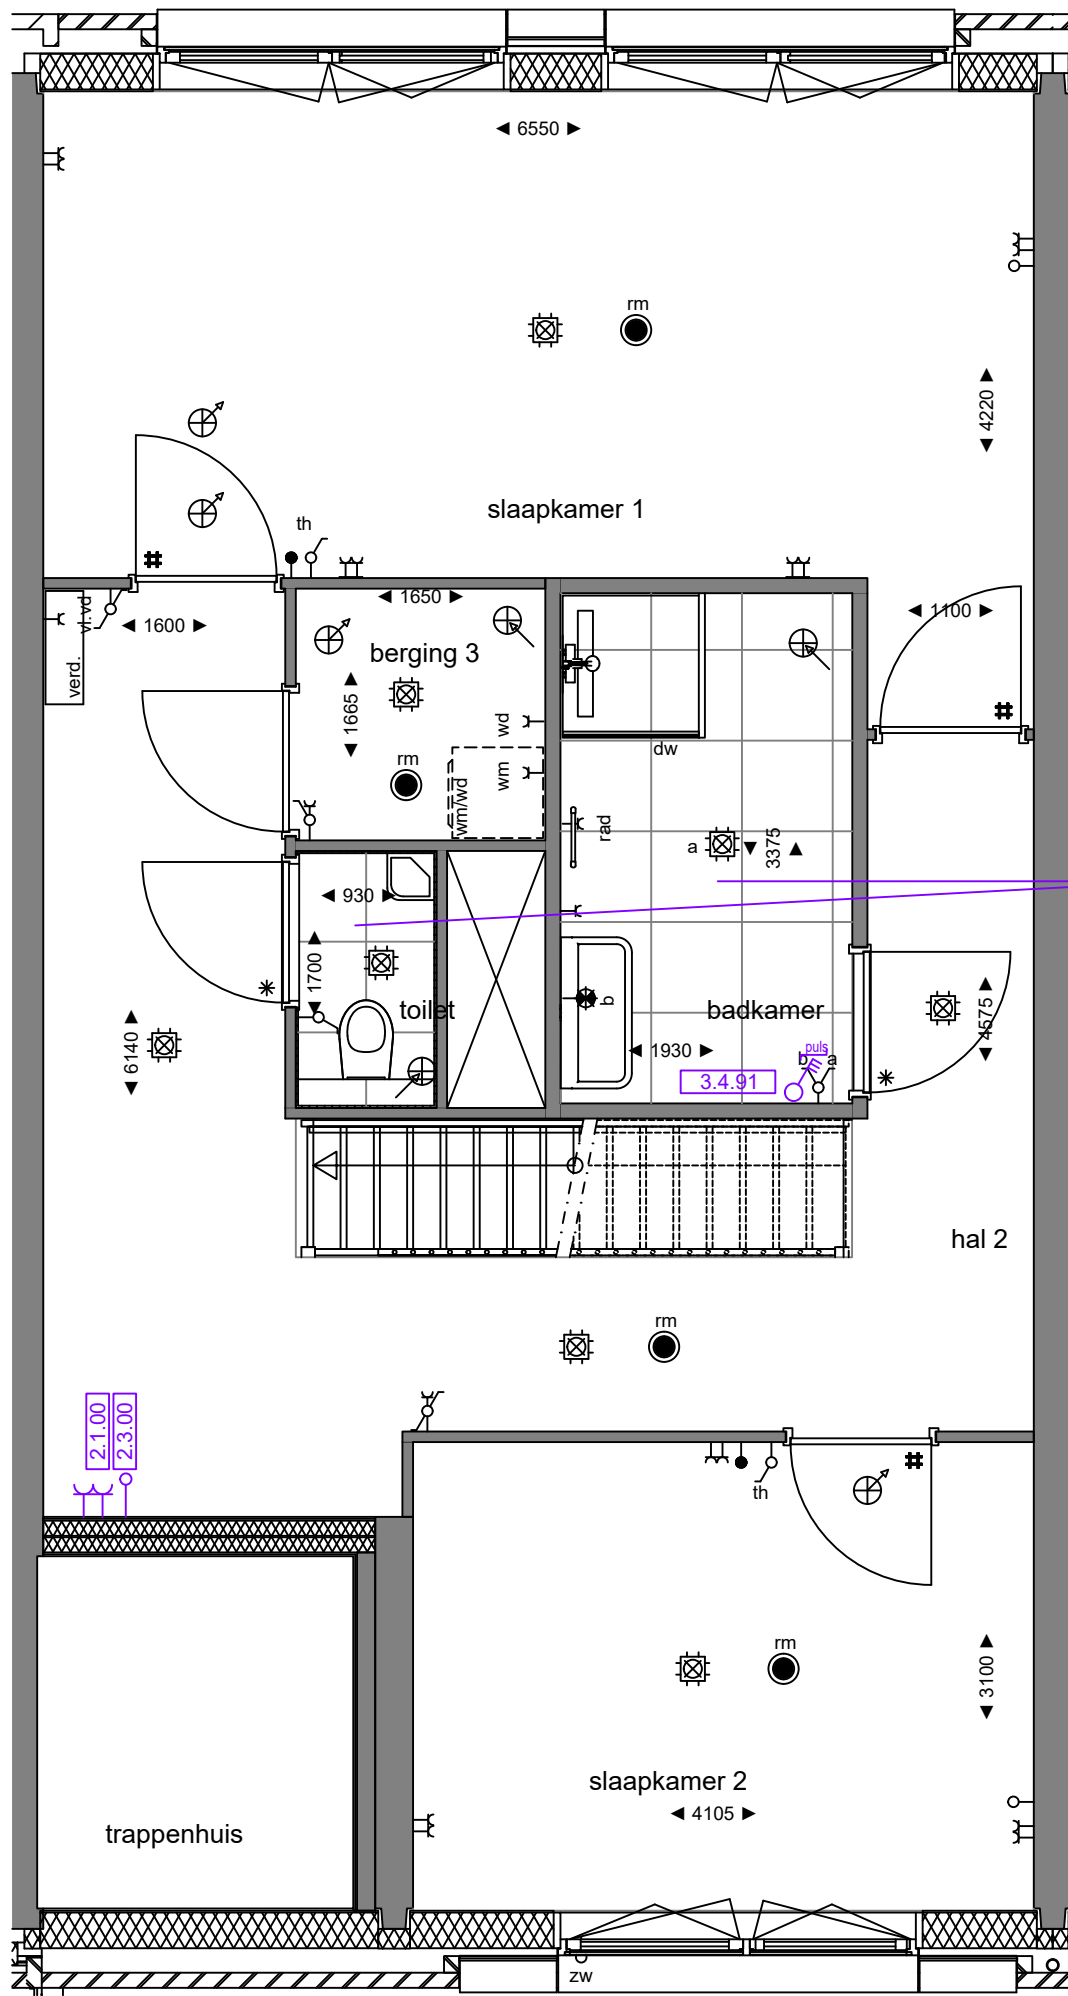 6550
rm
4220
slaapkamer 1
th
1650
1600
vl.vd
verd.
berging 3
1100
1665
wd
rm
wm
wm/wd
dw
rad
a
3375
930
1700
toilet
b
badkamer
4575
6140
1930
puls
b a
3.4.91
hal 2
rm
2.1.00
2.3.00
th
rm
3100
slaapkamer 2
4105
trappenhuis
zw